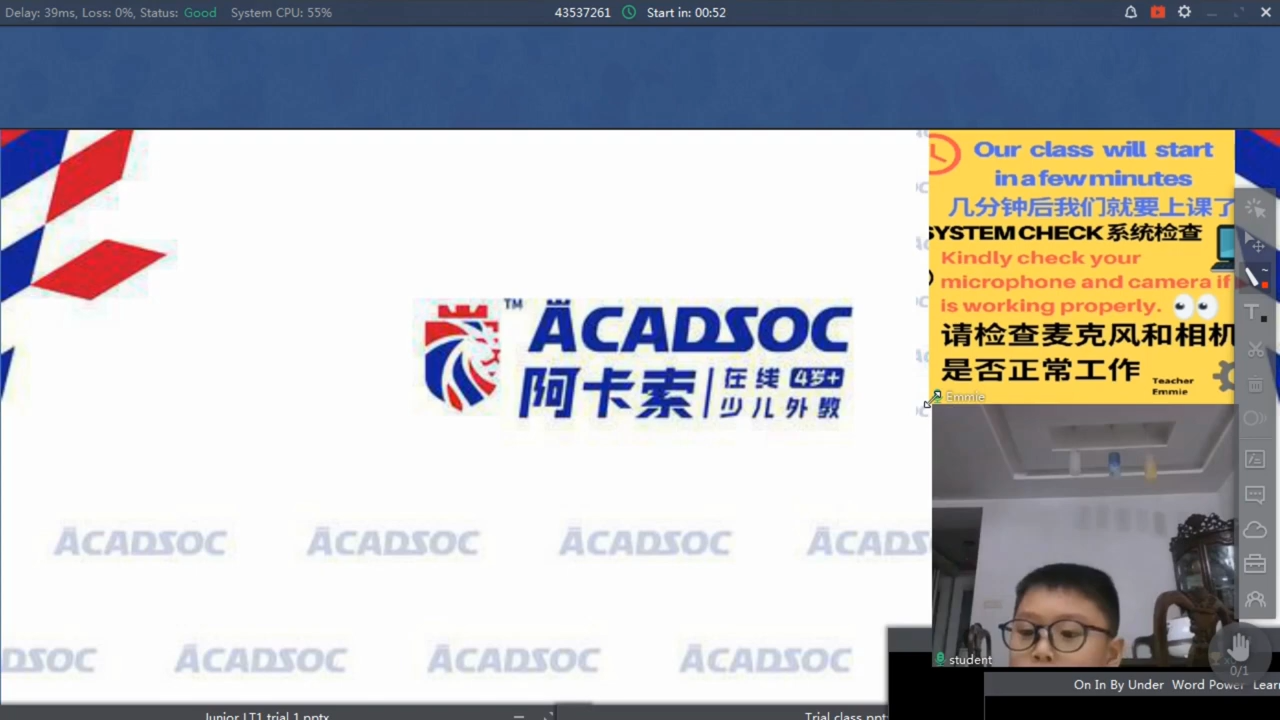 Delay: 39ms, Loss: 0%, Status: Good System CPU: 55%
43537261 Start in: 00:52
Our class will start
in a few minutes
几分钟后我们就要上课了
SYSTEM CHECK 系统检查
Kindly check your
microphone and camera if
is working properly.
请检查麦克风和相机
是否正常工作
Teacher
Emmie
Emmie
TM
ACADSOC
阿卡索 在线 4岁+
少儿外教
ACADSOC ACADSOC ACADSOC ACADS
DSOC ACADSOC ACADSOC ACADSOC
student
0/1
On In By Under Word Power Lear
Junior LT1 trial 1.pptx
Trial class.ppt